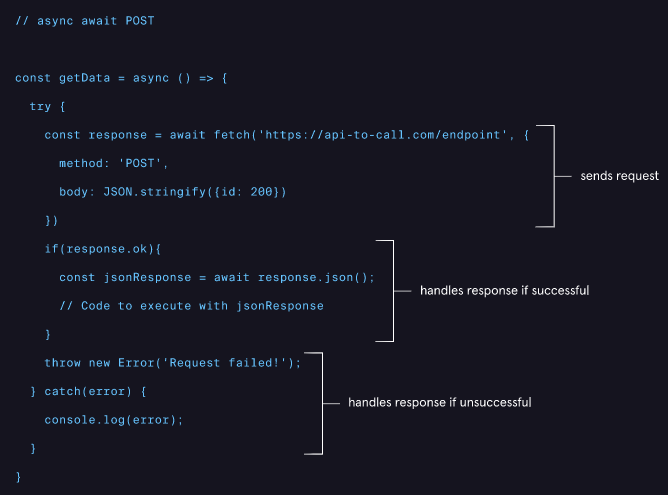 // async await POST
const getData = async () => {
try {
const response = await fetch('https://api-to-call.com/endpoint', {
method: 'POST',
body: JSON.stringify({id: 200})
})
sends request
if(response.ok){
const jsonResponse = await response.json();
// Code to execute with jsonResponse
}
handles response if successful
throw new Error('Request failed!');
} catch(error) {
console.log(error);
}
handles response if unsuccessful
}